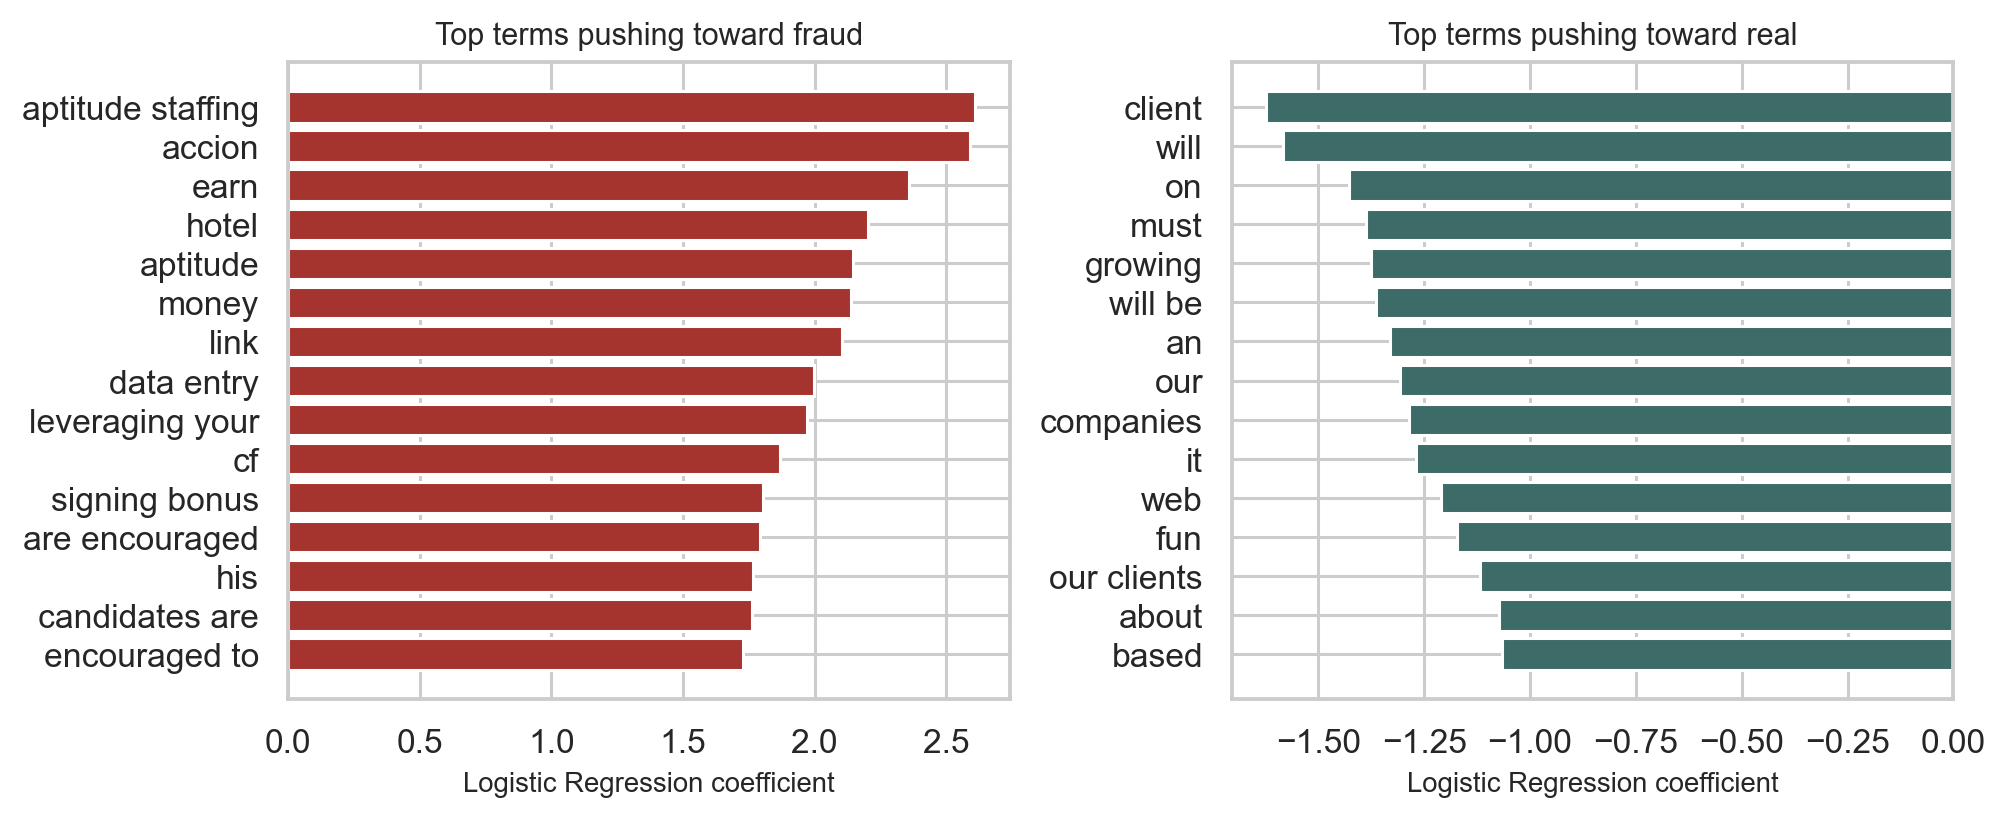 Top terms pushing toward fraud
aptitude staffing
accion
earn
hotel
aptitude
money
link
data entry
leveraging your
cf
signing bonus
are encouraged
his
candidates are
encouraged to
0.0 0.5 1.0 1.5 2.0 2.5
Logistic Regression coefficient
Top terms pushing toward real
client
will
on
must
growing
will be
an
our
companies
it
web
fun
our clients
about
based
−1.50 −1.25 −1.00 −0.75 −0.50 −0.25 0.00
Logistic Regression coefficient